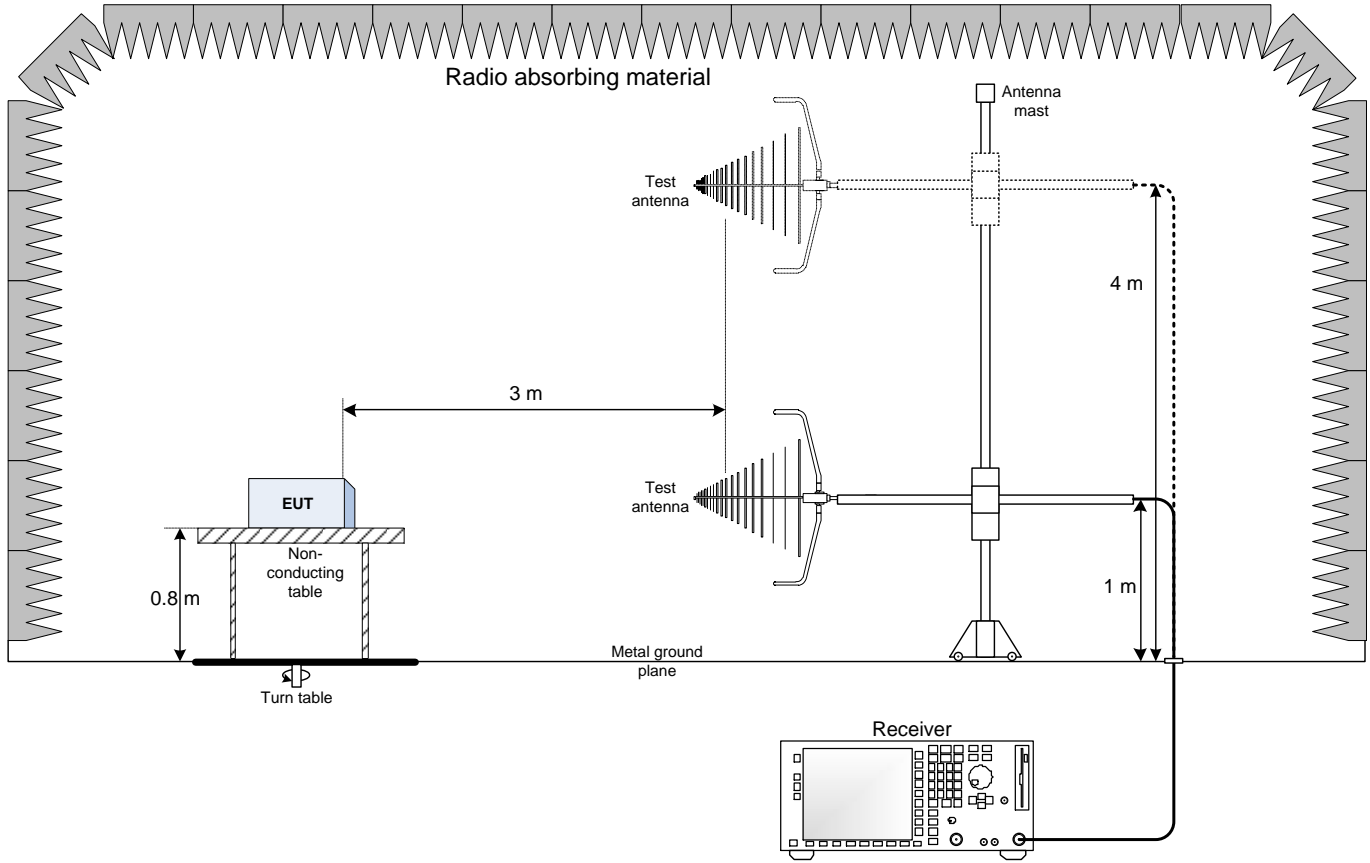 Radio absorbing material
Antenna
mast
Test
antenna
4 m
3 m
Test
antenna
EUT
Non-
conducting
table
0.8 m
1 m
Metal ground
plane
Turn table
Receiver